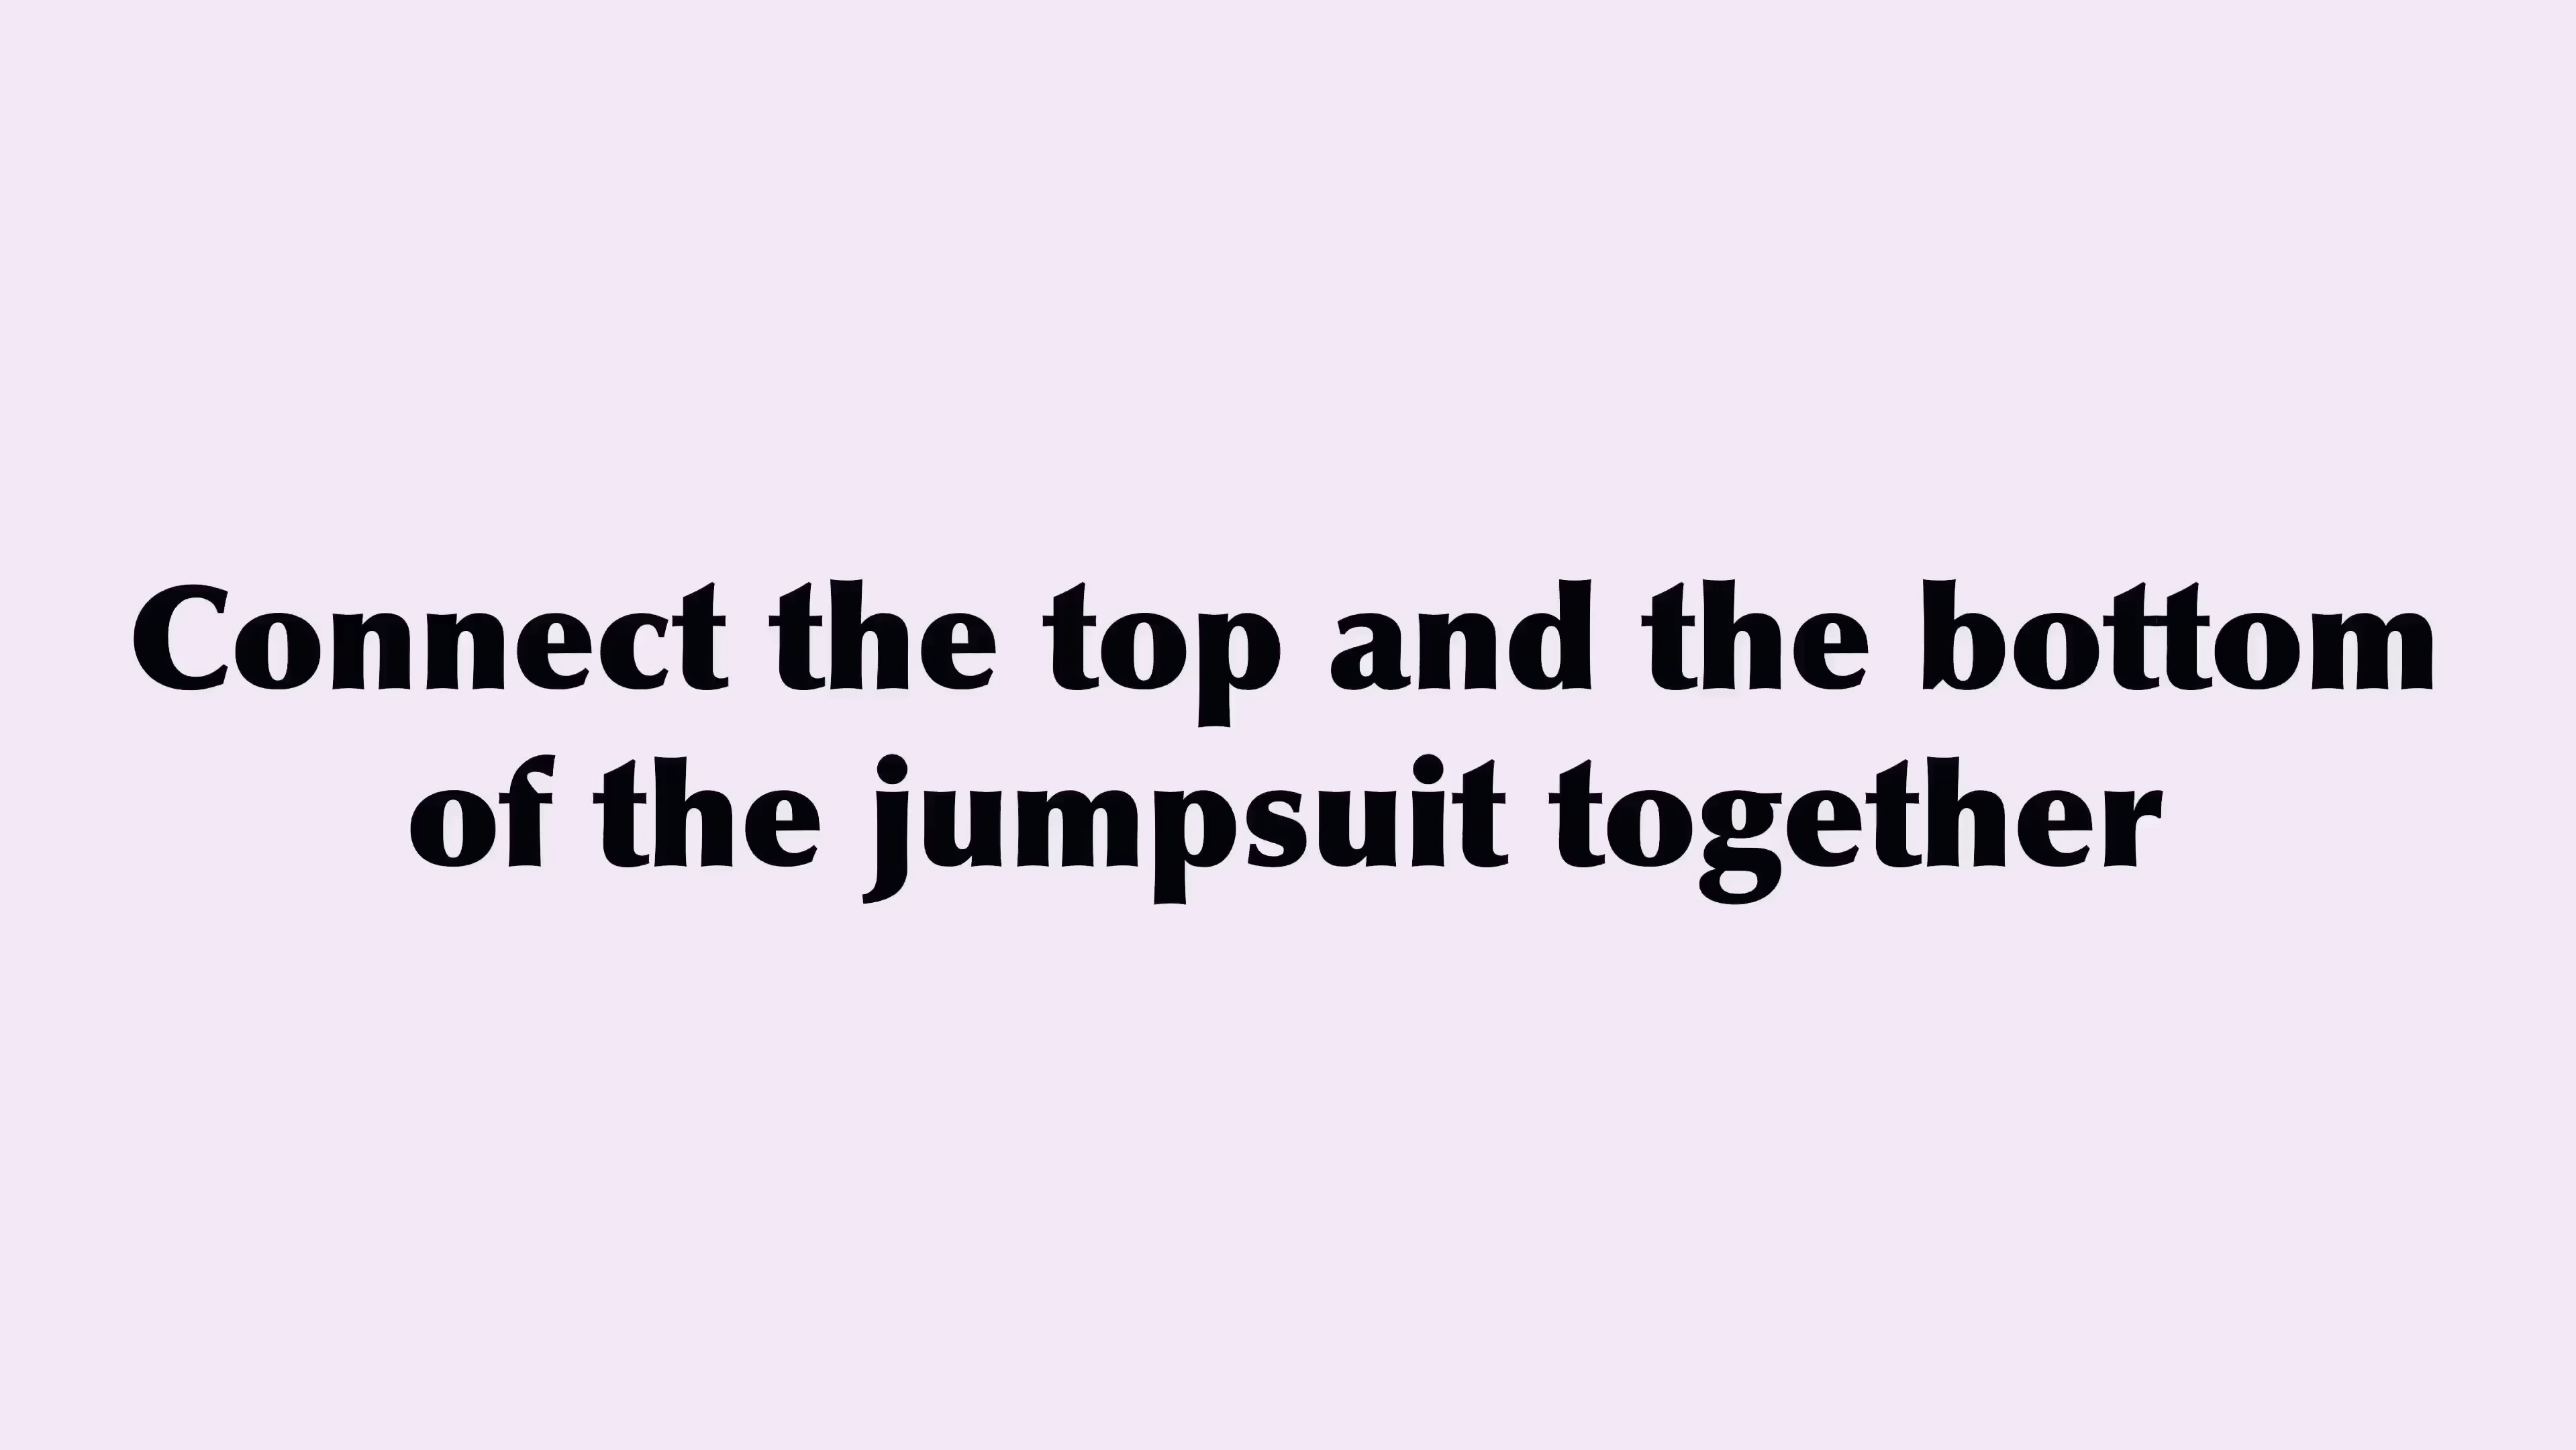 Connect the top and the bottom
of the jumpsuit together